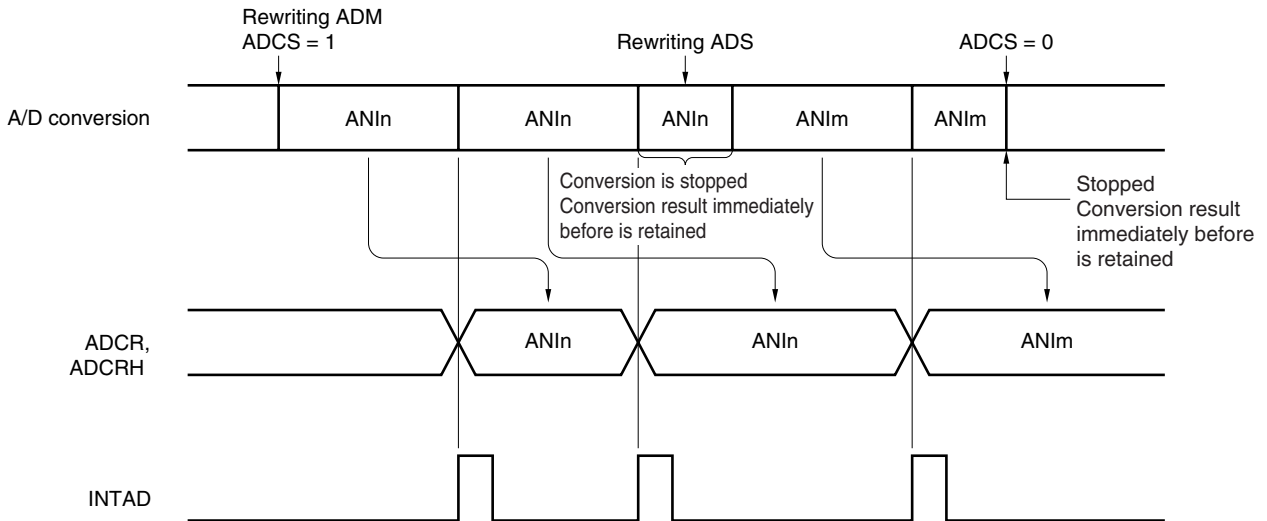 Rewriting ADM
ADCS = 1
Rewriting ADS
ADCS = 0
A/D conversion
ANIn
ANIn
ANIn
ANIm
ANIm
Conversion is stopped
Conversion result immediately
before is retained
Stopped
Conversion result
immediately before
is retained
ADCR,
ADCRH
ANIn
ANIn
ANIm
INTAD